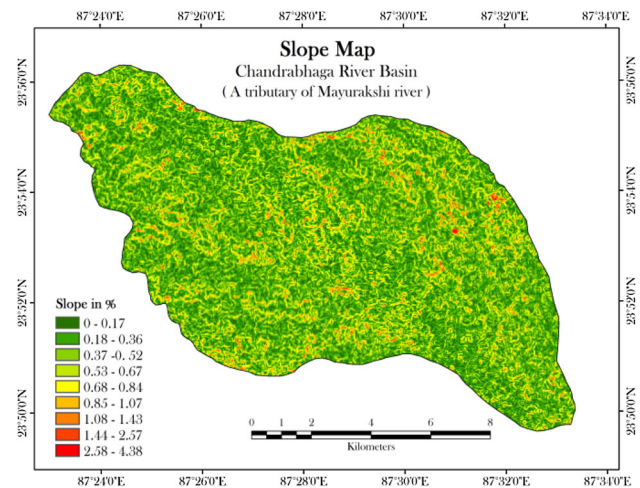 87°24'0"E 87°26'0"E 87°28'0"E 87°30'0"E 87°32'0"E 87°34'0"E
Slope Map
Chandrabhaga River Basin
( A tributary of Mayurakshi river )
23°56'0"N 23°56'0"N
23°54'0"N 23°54'0"N
23°52'0"N 23°52'0"N
23°50'0"N 23°50'0"N
Slope in %
0 - 0.17
0.18 - 0.36
0.37 -0. 52
0.53 - 0.67
0.68 - 0.84
0.85 - 1.07
1.08 - 1.43
1.44 - 2.57
2.58 - 4.38
0 1 2 4 6 8
Kilometers
87°24'0"E 87°26'0"E 87°28'0"E 87°30'0"E 87°32'0"E 87°34'0"E